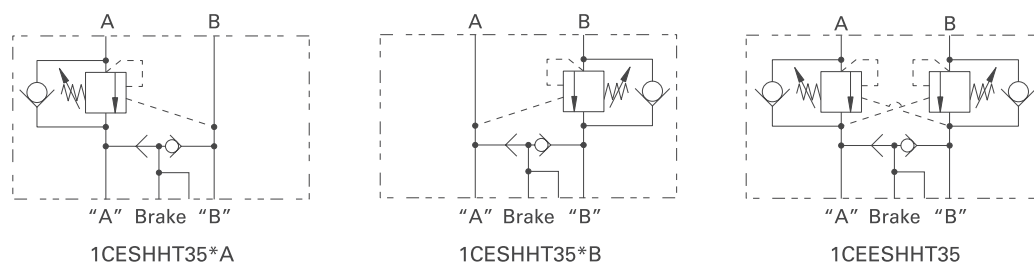 A B A B A B
“A” Brake “B” “A” Brake “B” “A” Brake “B”
1CESHHT35*A 1CESHHT35*B 1CEESHHT35